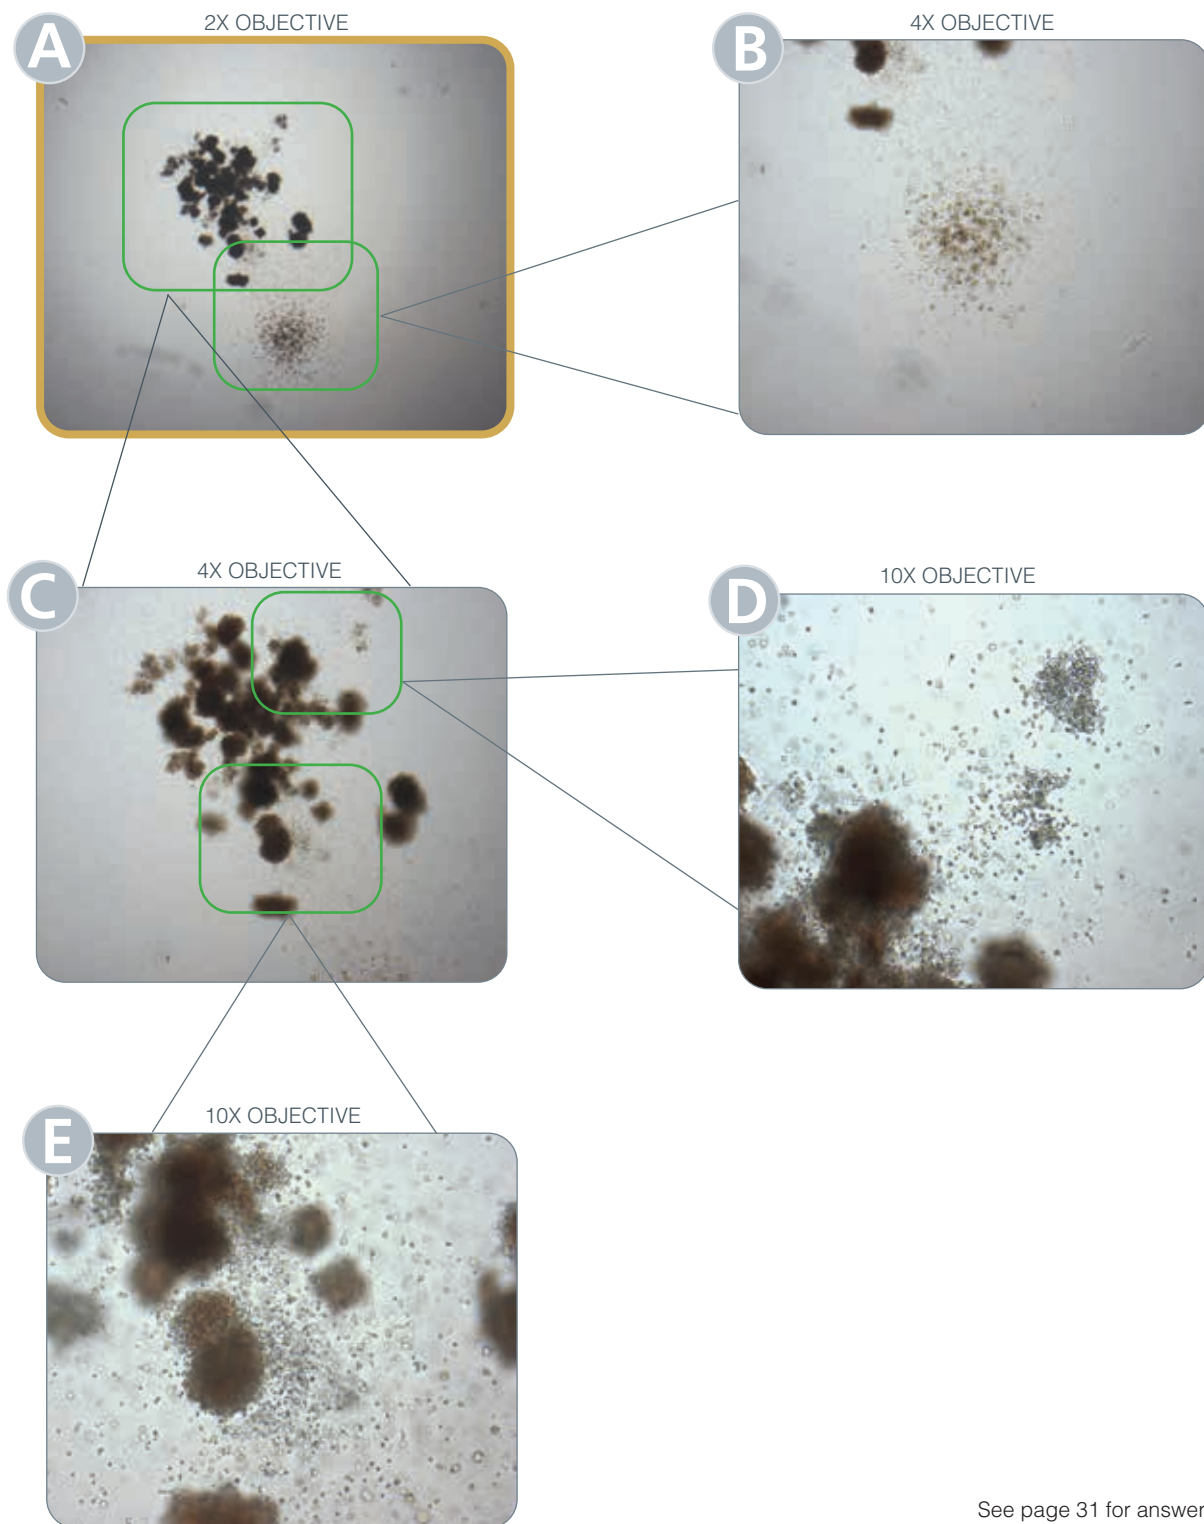 A
2X OBJECTIVE
B
4X OBJECTIVE
C
4X OBJECTIVE
D
10X OBJECTIVE
E
10X OBJECTIVE
See page 31 for answer